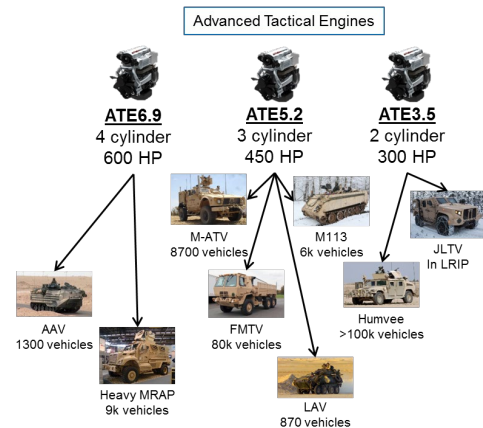 Advanced Tactical Engines
ATE6.9
4 cylinder
600 HP
ATE5.2
3 cylinder
450 HP
ATE3.5
2 cylinder
300 HP
M-ATV
8700 vehicles
M113
6k vehicles
JLTV
In LRIP
AAV
1300 vehicles
FMTV
80k vehicles
Humvee
>100k vehicles
Heavy MRAP
9k vehicles
LAV
870 vehicles